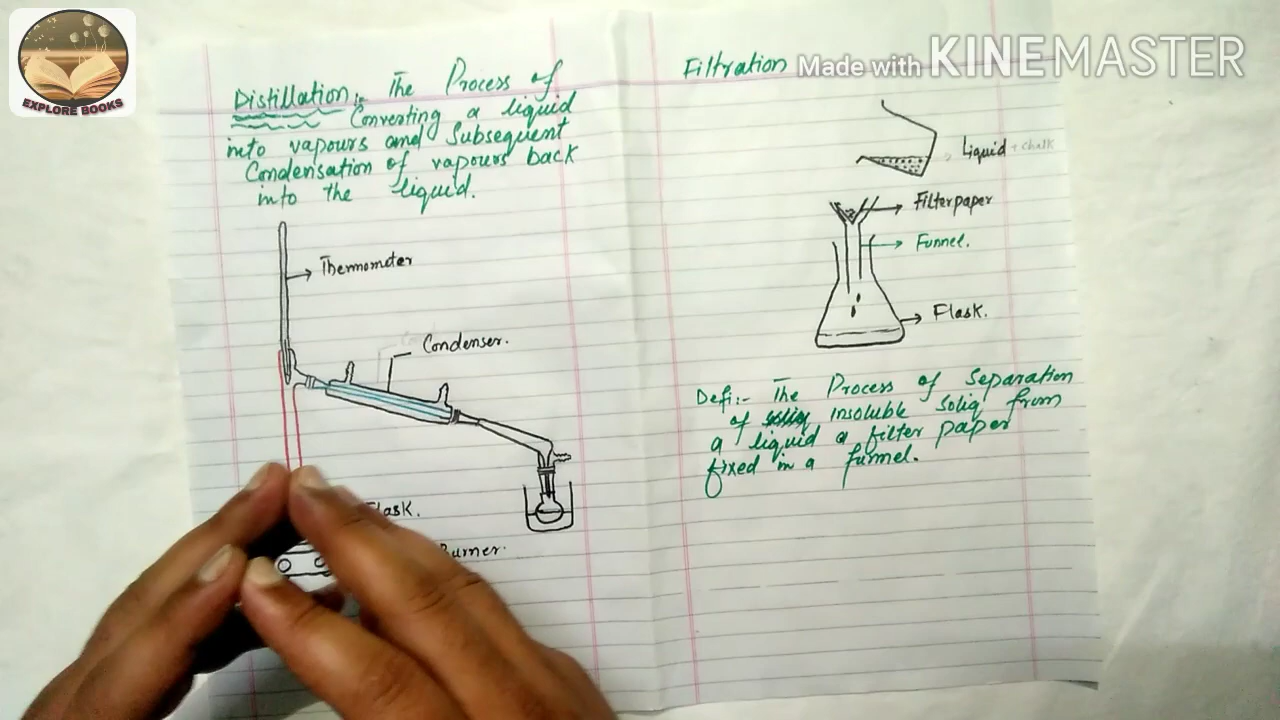 EXPLORE BOOKS
Made with KINEMASTER
Distillation:- The Process of
Converting a liquid
into vapours and Subsequent
Condensation of vapours back
into the liquid.
Thermometer
Condenser.
Flask.
Burner.
Filtration
Liquid + chalk
Filterpaper
Funnel.
Flask.
Defi:- The Process of Separation
of insoluble soliq from
a liquid a filter paper
fixed in a funnel.